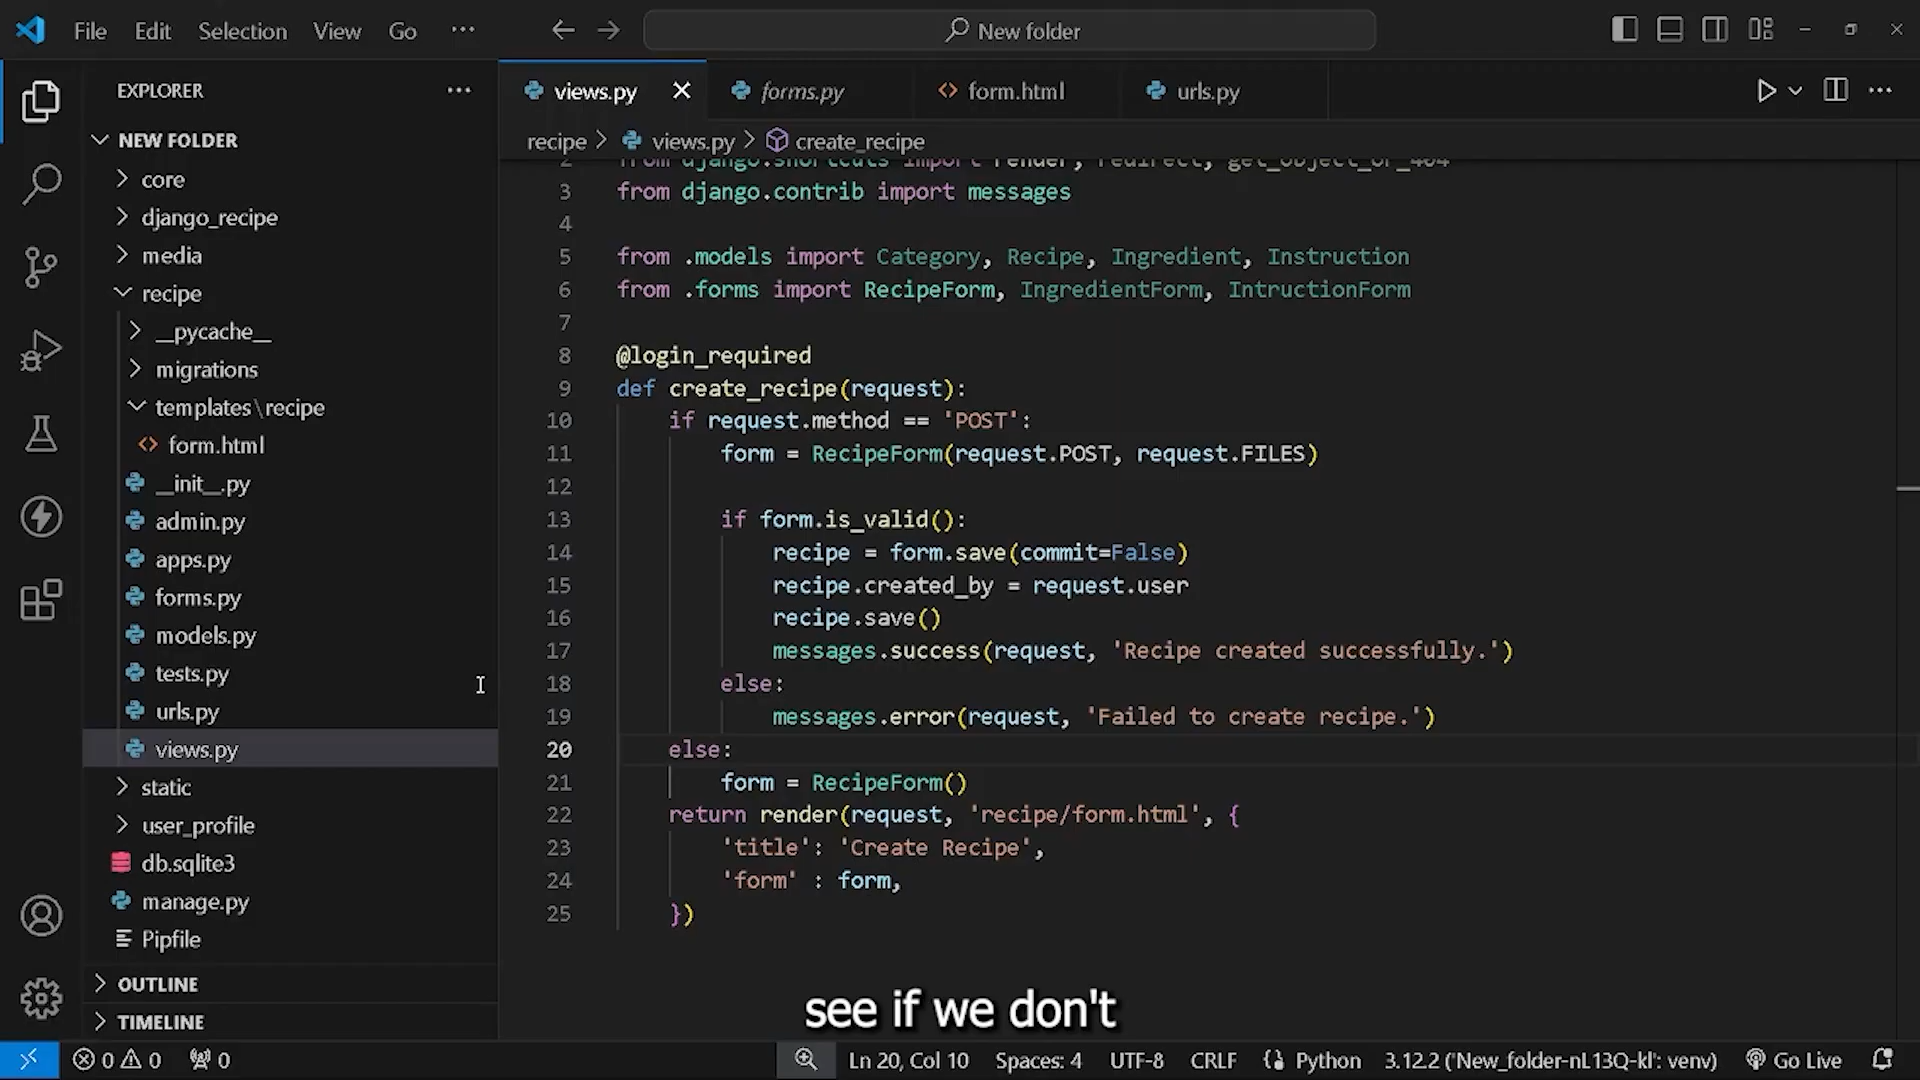 File Edit Selection View Go ··· New folder
EXPLORER ···
views.py forms.py form.html urls.py
NEW FOLDER
core
django_recipe
media
recipe
__pycache__
migrations
templates\recipe
form.html
__init__.py
admin.py
apps.py
forms.py
models.py
tests.py
urls.py
views.py
static
user_profile
db.sqlite3
manage.py
Pipfile
OUTLINE
TIMELINE
recipe > views.py > create_recipe
2 from django.shortcuts import render, redirect, get_object_or_404
3 from django.contrib import messages
4
5 from .models import Category, Recipe, Ingredient, Instruction
6 from .forms import RecipeForm, IngredientForm, IntructionForm
7
8 @login_required
9 def create_recipe(request):
10 if request.method == 'POST':
11 form = RecipeForm(request.POST, request.FILES)
12
13 if form.is_valid():
14 recipe = form.save(commit=False)
15 recipe.created_by = request.user
16 recipe.save()
17 messages.success(request, 'Recipe created successfully.')
18 else:
19 messages.error(request, 'Failed to create recipe.')
20 else:
21 form = RecipeForm()
22 return render(request, 'recipe/form.html', {
23 'title': 'Create Recipe',
24 'form' : form,
25 })
see if we don't
0 0 0 Ln 20, Col 10 Spaces: 4 UTF-8 CRLF Python 3.12.2 ('New_folder-nL13Q-kl': venv) Go Live